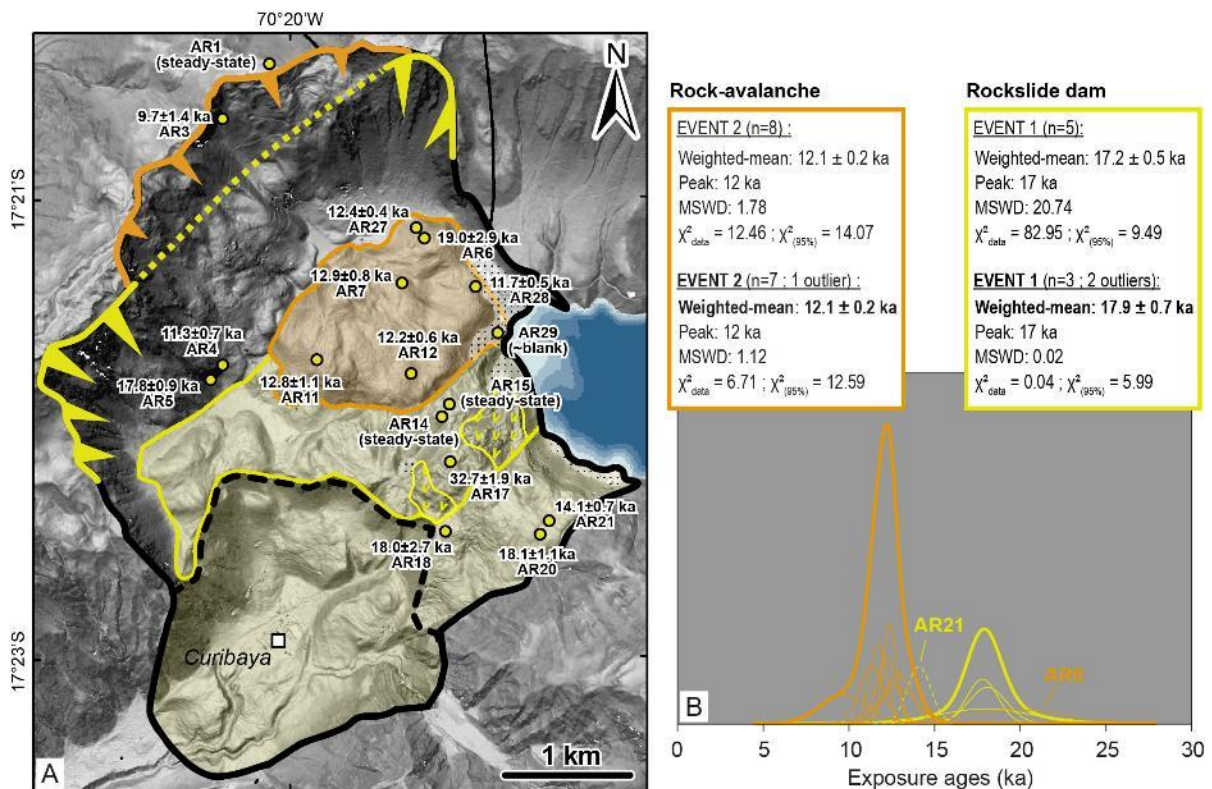 70°20'W
AR1
(steady-state)
N
9.7±1.4 ka
AR3
17°21'S
12.4±0.4 ka
AR27
19.0±2.9 ka
AR6
12.9±0.8 ka
AR7
11.7±0.5 ka
AR28
11.3±0.7 ka
AR4
12.2±0.6 ka
AR12
AR29
(~blank)
17.8±0.9 ka
AR5
12.8±1.1 ka
AR11
AR15
(steady-state)
AR14
(steady-state)
32.7±1.9 ka
AR17
14.1±0.7 ka
AR21
18.0±2.7 ka
AR18
18.1±1.1 ka
AR20
17°23'S
Curibaya
A
1 km
Rock-avalanche
EVENT 2 (n=8) :
Weighted-mean: 12.1 ± 0.2 ka
Peak: 12 ka
MSWD: 1.78
χ²data = 12.46 ; χ²(95%) = 14.07
EVENT 2 (n=7 ; 1 outlier) :
Weighted-mean: 12.1 ± 0.2 ka
Peak: 12 ka
MSWD: 1.12
χ²data = 6.71 ; χ²(95%) = 12.59
Rockslide dam
EVENT 1 (n=5):
Weighted-mean: 17.2 ± 0.5 ka
Peak: 17 ka
MSWD: 20.74
χ²data = 82.95 ; χ²(95%) = 9.49
EVENT 1 (n=3 ; 2 outliers):
Weighted-mean: 17.9 ± 0.7 ka
Peak: 17 ka
MSWD: 0.02
χ²data = 0.04 ; χ²(95%) = 5.99
AR21
AR6
B
0 5 10 15 20 25 30
Exposure ages (ka)